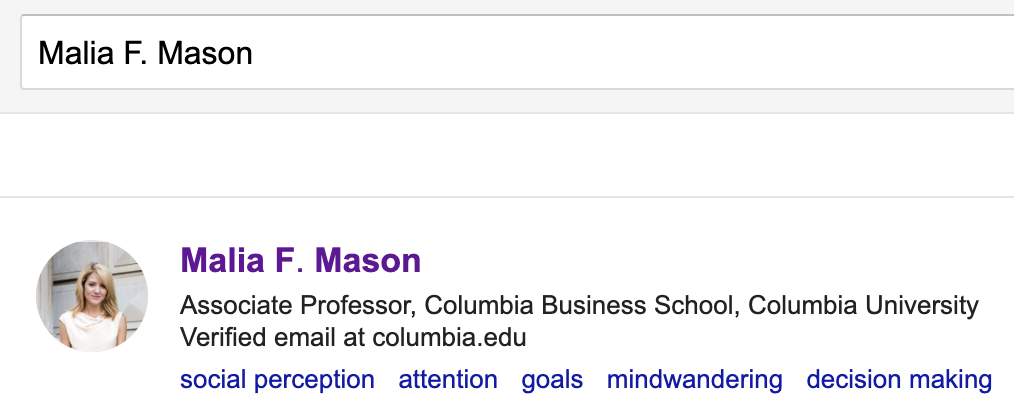 Malia F. Mason
Malia F. Mason
Associate Professor, Columbia Business School, Columbia University
Verified email at columbia.edu
social perception attention goals mindwandering decision making